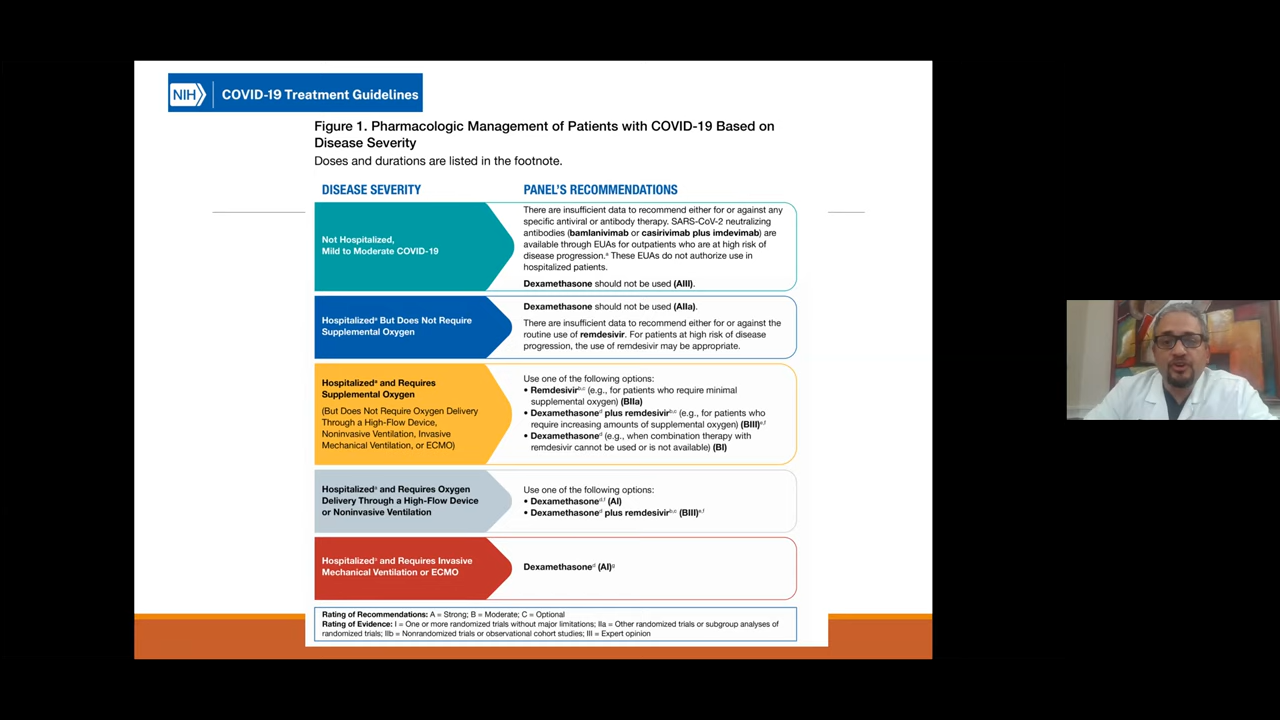 NIH
COVID-19 Treatment Guidelines
Figure 1. Pharmacologic Management of Patients with COVID-19 Based on
Disease Severity
Doses and durations are listed in the footnote.
DISEASE SEVERITY
PANEL'S RECOMMENDATIONS
Not Hospitalized,
Mild to Moderate COVID-19
There are insufficient data to recommend either for or against any
specific antiviral or antibody therapy. SARS-CoV-2 neutralizing
antibodies (bamlanivimab or casirivimab plus imdevimab) are
available through EUAs for outpatients who are at high risk of
disease progression.ᵃ These EUAs do not authorize use in
hospitalized patients.
Dexamethasone should not be used (AIII).
Hospitalizedᵃ But Does Not Require
Supplemental Oxygen
Dexamethasone should not be used (AIIa).
There are insufficient data to recommend either for or against the
routine use of remdesivir. For patients at high risk of disease
progression, the use of remdesivir may be appropriate.
Hospitalizedᵃ and Requires
Supplemental Oxygen
(But Does Not Require Oxygen Delivery
Through a High-Flow Device,
Noninvasive Ventilation, Invasive
Mechanical Ventilation, or ECMO)
Use one of the following options:
• Remdesivirᵇ,ᶜ (e.g., for patients who require minimal
supplemental oxygen) (BIIa)
• Dexamethasoneᵈ plus remdesivirᵇ,ᶜ (e.g., for patients who
require increasing amounts of supplemental oxygen) (BIII)ᵉ,ᶠ
• Dexamethasoneᵈ (e.g., when combination therapy with
remdesivir cannot be used or is not available) (BI)
Hospitalizedᵃ and Requires Oxygen
Delivery Through a High-Flow Device
or Noninvasive Ventilation
Use one of the following options:
• Dexamethasoneᵈ,ᶠ (AI)
• Dexamethasoneᵈ plus remdesivirᵇ,ᶜ (BIII)ᵉ,ᶠ
Hospitalizedᵃ and Requires Invasive
Mechanical Ventilation or ECMO
Dexamethasoneᵈ (AI)ᵍ
Rating of Recommendations: A = Strong; B = Moderate; C = Optional
Rating of Evidence: I = One or more randomized trials without major limitations; IIa = Other randomized trials or subgroup analyses of
randomized trials; IIb = Nonrandomized trials or observational cohort studies; III = Expert opinion